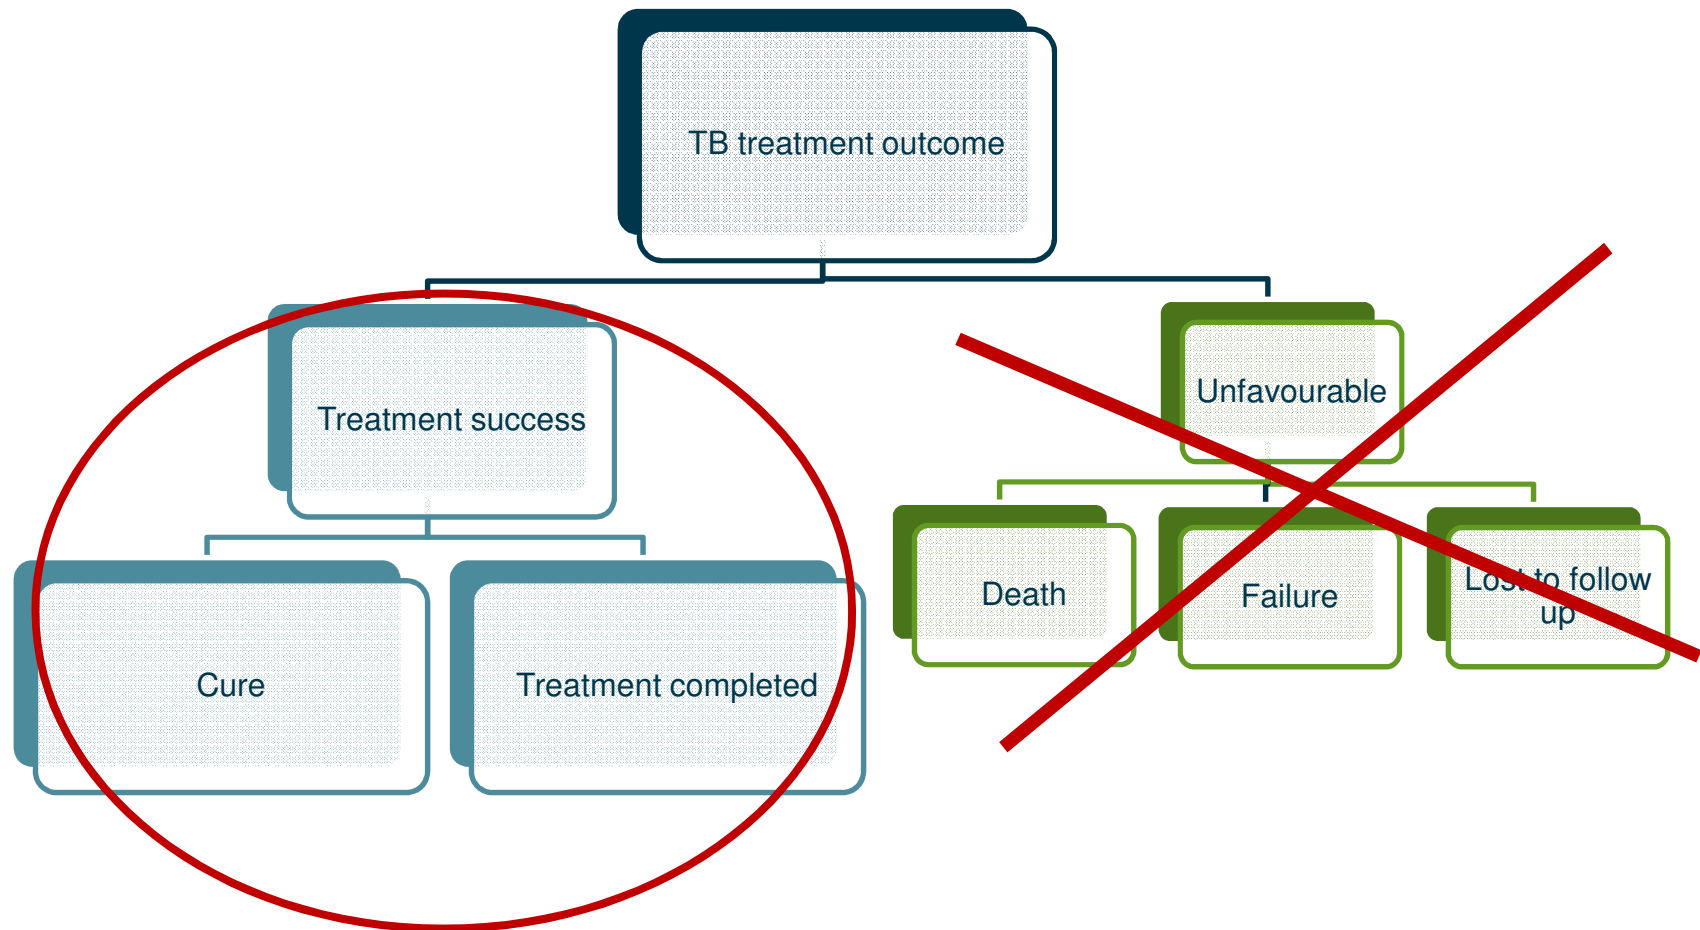 TB treatment outcome
Treatment success
Unfavourable
Cure
Treatment completed
Death
Failure
Lost to follow
up